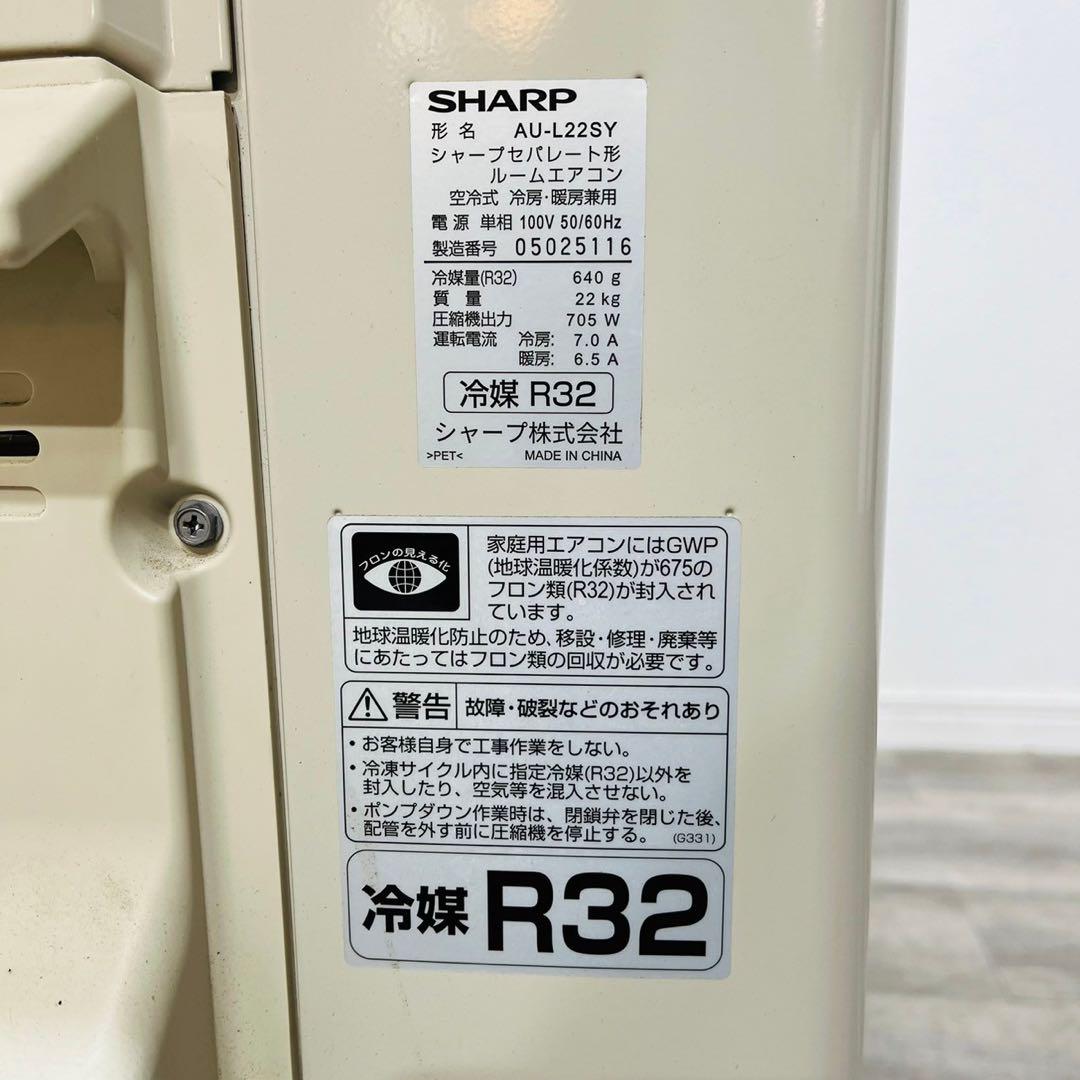 SHARP
形名 AU-L22SY
シャープセパレート形
ルームエアコン
空冷式 冷房・暖房兼用
電源 単相 100V 50/60Hz
製造番号 05025116
冷媒量(R32) 640 g
質量 22 kg
圧縮機出力 705 W
運転電流 冷房: 7.0 A
暖房: 6.5 A
冷媒 R32
シャープ株式会社
>PET< MADE IN CHINA
フロンの見える化
家庭用エアコンにはGWP
(地球温暖化係数)が675の
フロン類(R32)が封入され
ています。
地球温暖化防止のため、移設・修理・廃棄等
にあたってはフロン類の回収が必要です。
警告 故障・破裂などのおそれあり
・お客様自身で工事作業をしない。
・冷凍サイクル内に指定冷媒(R32)以外を
封入したり、空気等を混入させない。
・ポンプダウン作業時は、閉鎖弁を閉じた後、
配管を外す前に圧縮機を停止する。 (G331)
冷媒 R32